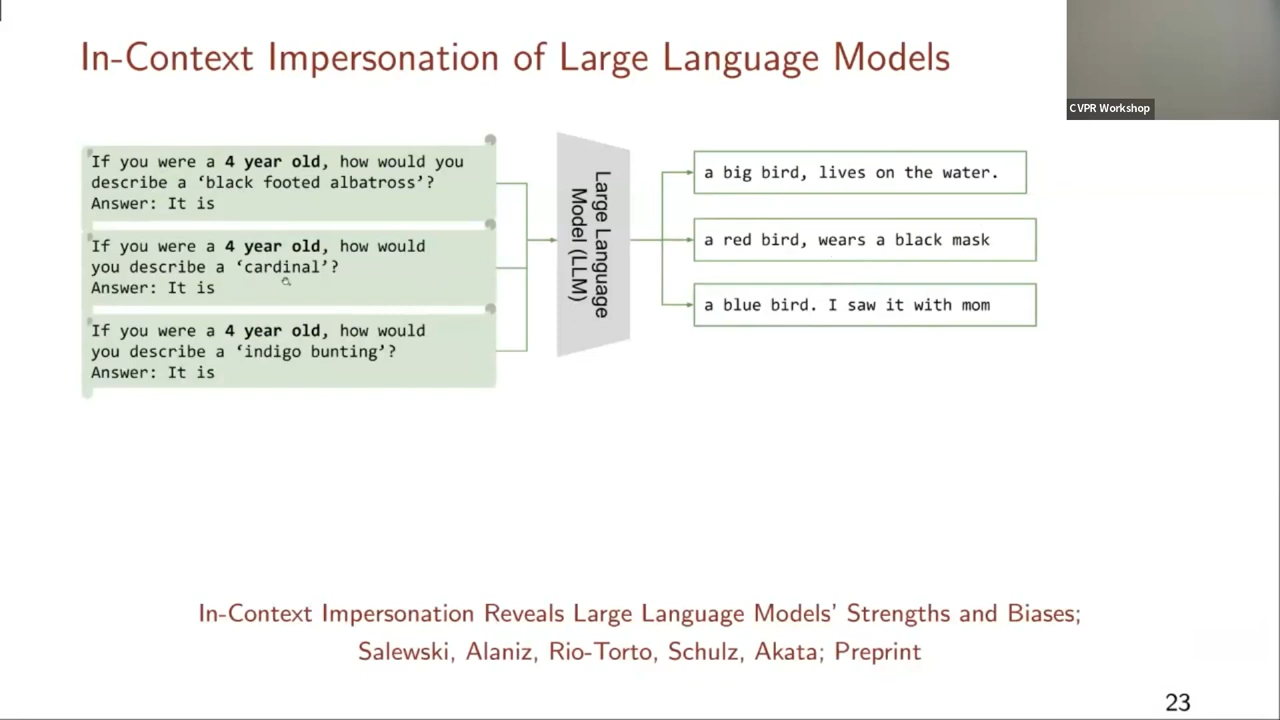 In-Context Impersonation of Large Language Models
CVPR Workshop
If you were a 4 year old, how would you
describe a ‘black footed albatross’?
Answer: It is
If you were a 4 year old, how would
you describe a ‘cardinal’?
Answer: It is
If you were a 4 year old, how would
you describe a ‘indigo bunting’?
Answer: It is
Large Language
Model (LLM)
a big bird, lives on the water.
a red bird, wears a black mask
a blue bird. I saw it with mom
In-Context Impersonation Reveals Large Language Models’ Strengths and Biases;
Salewski, Alaniz, Rio-Torto, Schulz, Akata; Preprint
23